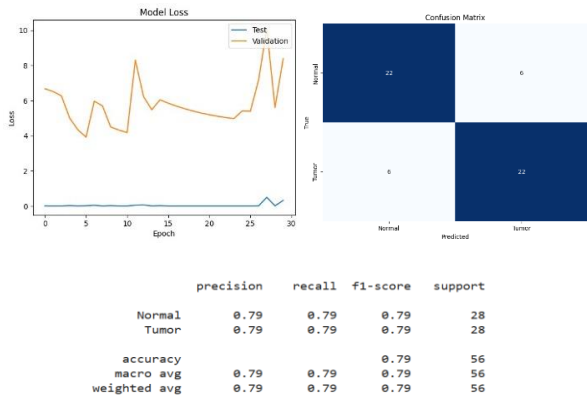 Model Loss
Test
Validation
10
8
6
4
2
0
Loss
0 5 10 15 20 25 30
Epoch
Confusion Matrix
Normal
Tumor
True
22 6
6 22
Normal Tumor
Predicted
precision recall f1-score support
Normal 0.79 0.79 0.79 28
Tumor 0.79 0.79 0.79 28
accuracy 0.79 56
macro avg 0.79 0.79 0.79 56
weighted avg 0.79 0.79 0.79 56